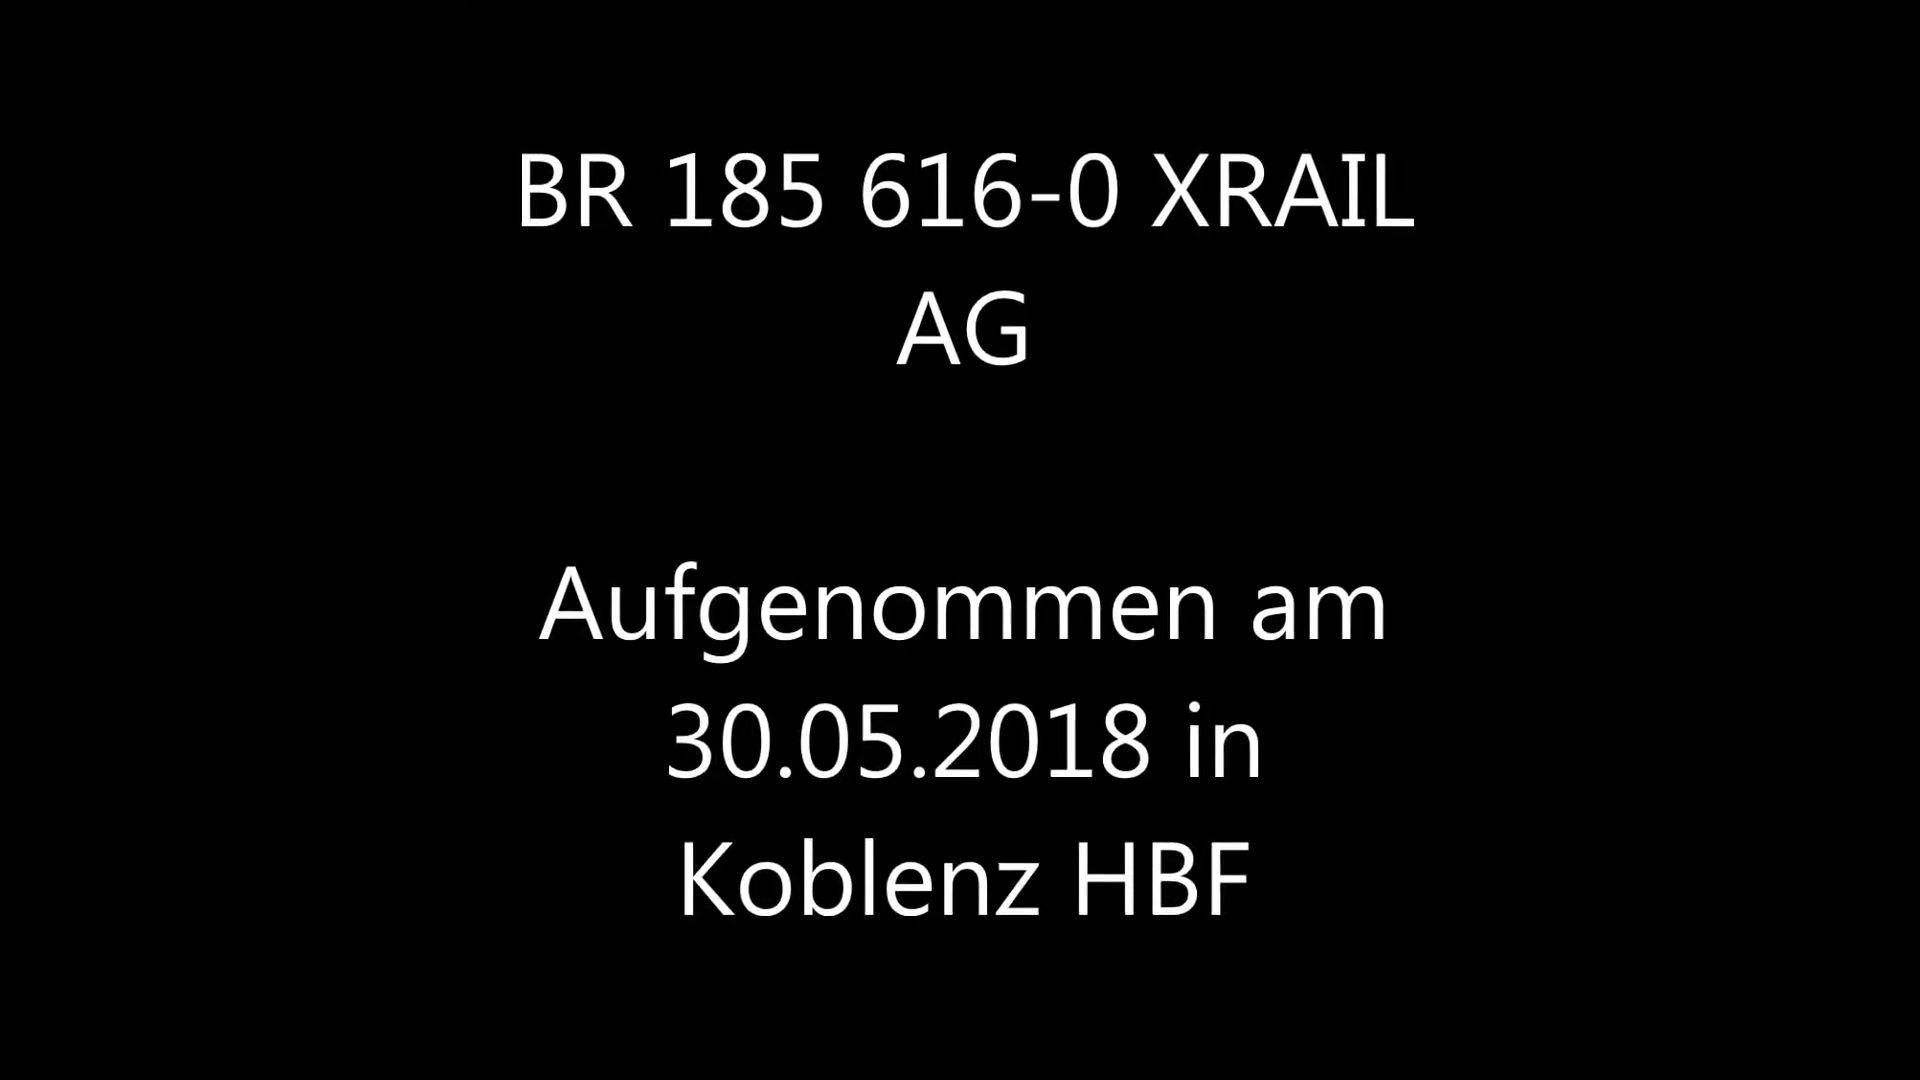 BR 185 616-0 XRAIL
AG
Aufgenommen am
30.05.2018 in
Koblenz HBF